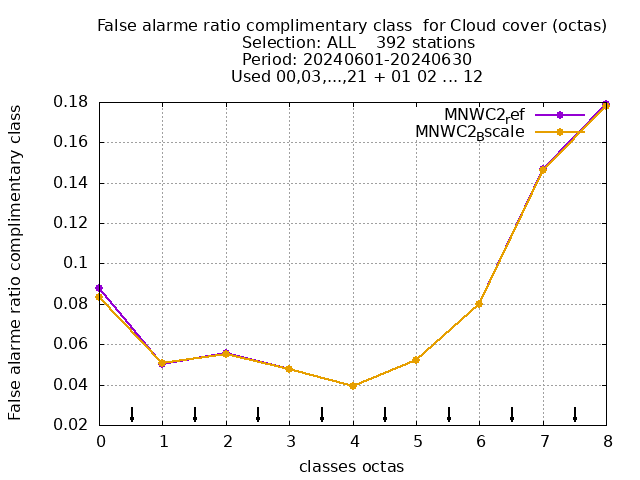 False alarme ratio complimentary class  for Cloud cover (octas)
Selection: ALL    392 stations
Period: 20240601-20240630
Used 00,03,...,21 + 01 02 ... 12
False alarme ratio complimentary class
MNWC2_ref
MNWC2_Bscale
0.18
0.16
0.14
0.12
0.1
0.08
0.06
0.04
0.02
0 1 2 3 4 5 6 7 8
classes octas